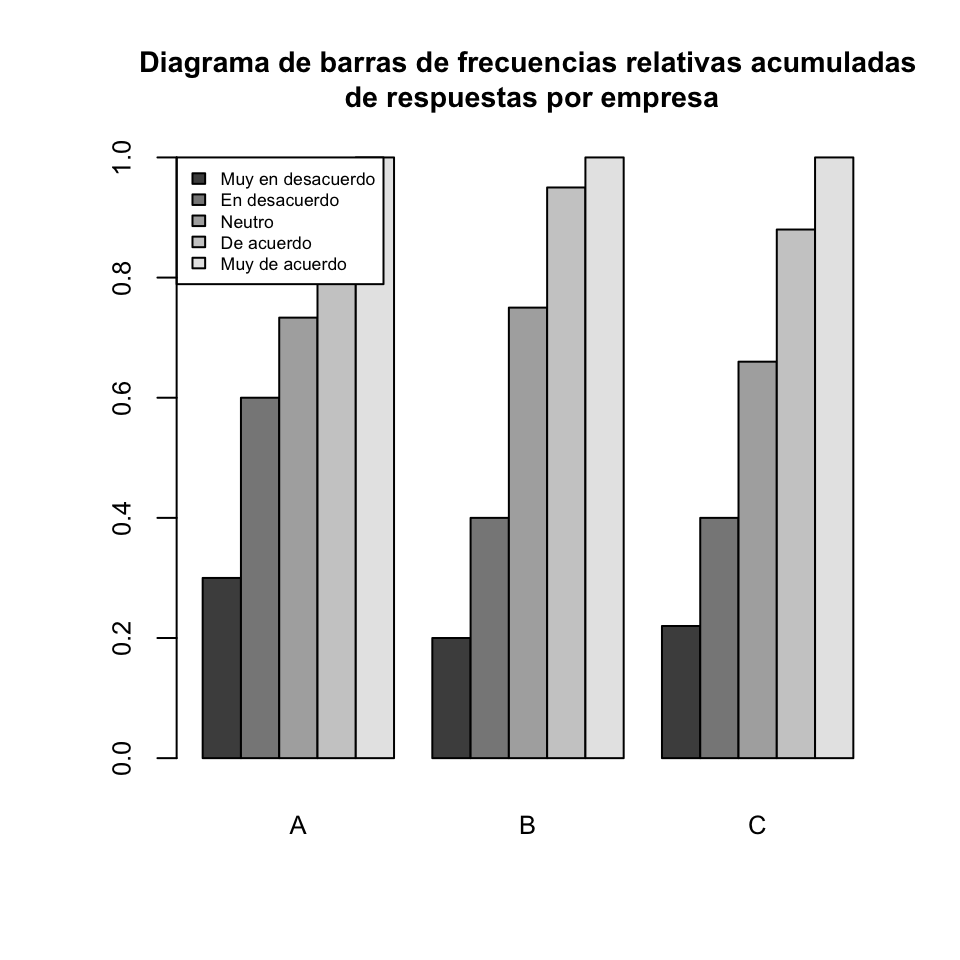 Diagrama de barras de frecuencias relativas acumuladas
de respuestas por empresa
1.0
0.8
0.6
0.4
0.2
0.0
Muy en desacuerdo
En desacuerdo
Neutro
De acuerdo
Muy de acuerdo
A
B
C